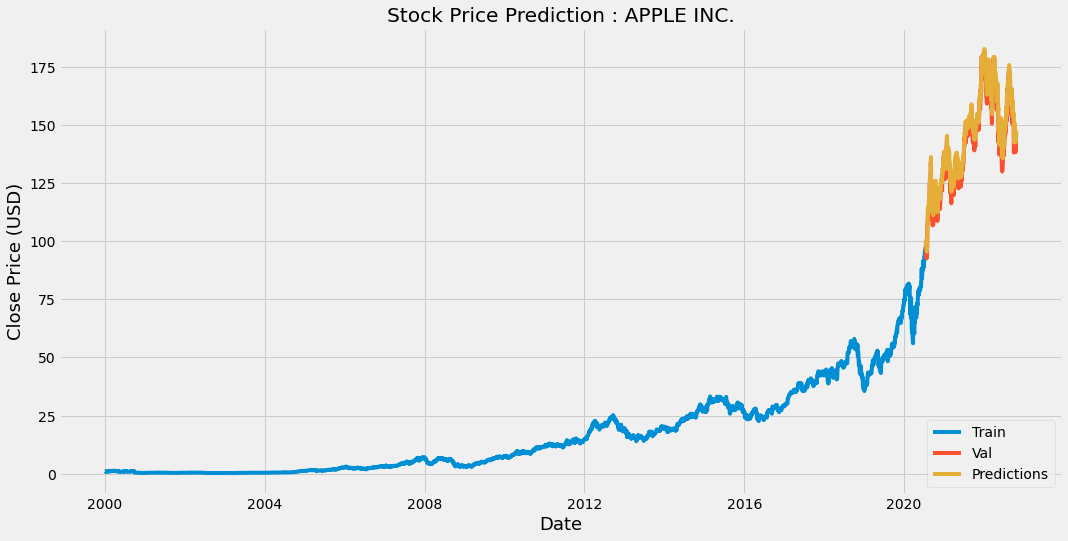 Stock Price Prediction : APPLE INC.
Close Price (USD)
175
150
125
100
75
50
25
0
2000 2004 2008 2012 2016 2020
Date
Train
Val
Predictions